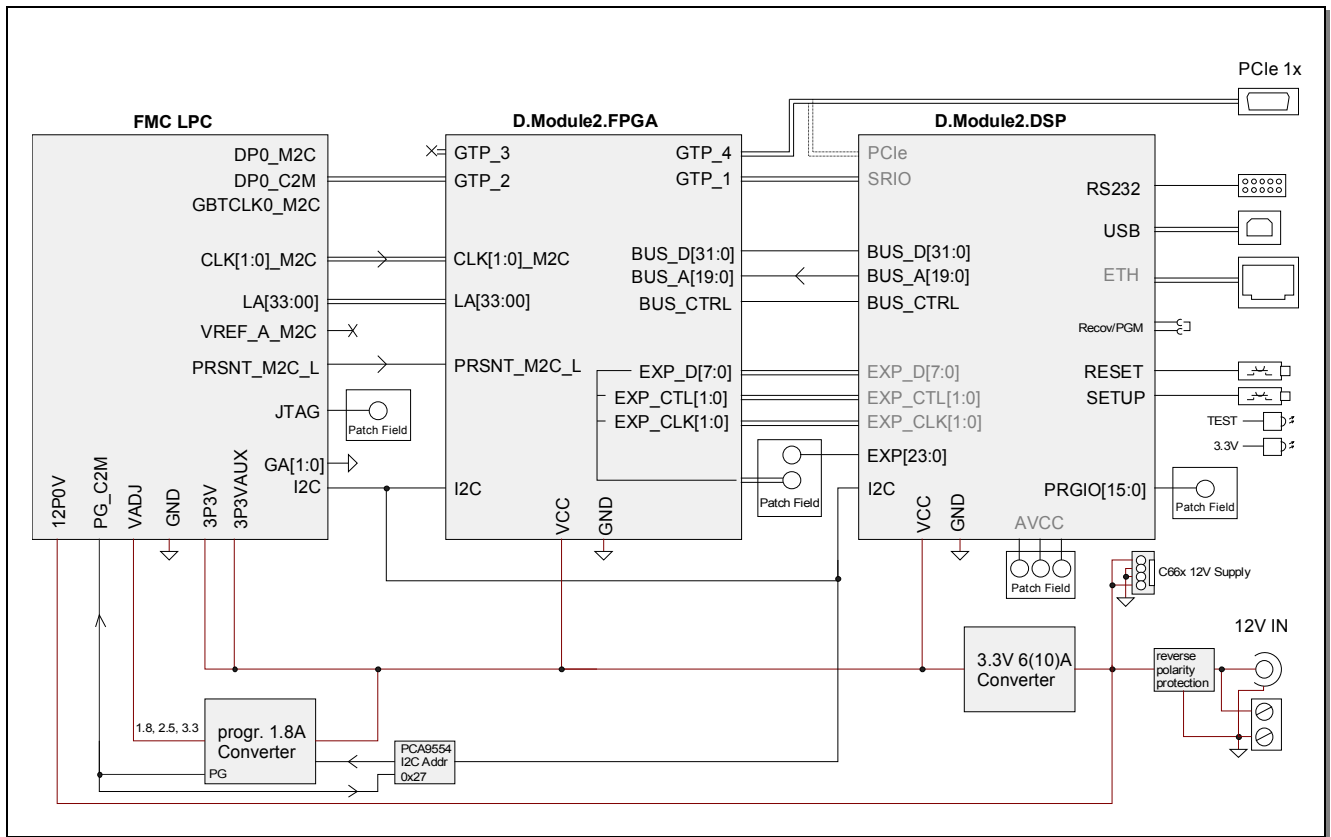 PCIe 1x
FMC LPC
D.Module2.FPGA
D.Module2.DSP
DP0_M2C
DP0_C2M
GBTCLK0_M2C
CLK[1:0]_M2C
LA[33:00]
VREF_A_M2C
PRSNT_M2C_L
JTAG
Patch Field
GA[1:0]
I2C
12P0V
PG_C2M
VADJ
GND
3P3V
3P3VAUX
GTP_3
GTP_2
CLK[1:0]_M2C
LA[33:00]
PRSNT_M2C_L
I2C
GTP_4
GTP_1
BUS_D[31:0]
BUS_A[19:0]
BUS_CTRL
EXP_D[7:0]
EXP_CTL[1:0]
EXP_CLK[1:0]
VCC
GND
Patch Field
PCIe
SRIO
BUS_D[31:0]
BUS_A[19:0]
BUS_CTRL
EXP_D[7:0]
EXP_CTL[1:0]
EXP_CLK[1:0]
EXP[23:0]
I2C
VCC
GND
AVCC
Patch Field
RS232
USB
ETH
Recov/PGM
RESET
SETUP
TEST
3.3V
PRGIO[15:0]
Patch Field
C66x 12V Supply
12V IN
3.3V 6(10)A
Converter
reverse
polarity
protection
1.8, 2.5, 3.3
progr. 1.8A
Converter
PG
PCA9554
I2C Addr
0x27